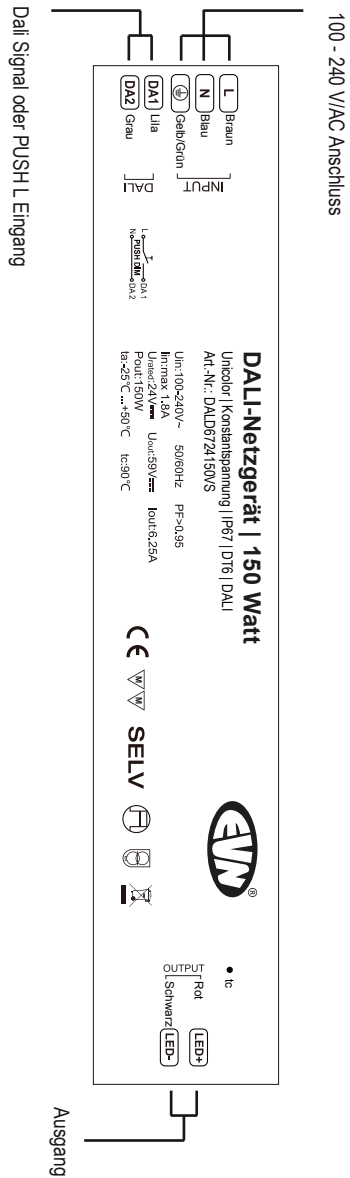 100 - 240 V/AC Anschluss
Dali Signal oder PUSH L Eingang
L
Braun
N
Blau
Gelb/Grün
INPUT
DA1
Lila
DA2
Grau
DALI
L
DA 1
PUSH DIM
N
DA 2
DALI-Netzgerät | 150 Watt
Unicolor | Konstantspannung | IP67 | DT6 | DALI
Art.-Nr.: DALD6724150VS
Uin:100-240V~ 50/60Hz PF>0.95
Iin:max 1.8A
Urated:24V Uout:59V Iout:6.25A
Pout:150W
ta:-25°C...+50°C tc:90°C
CE
M
M
SELV
EVN®
tc
OUTPUT
Rot
LED+
Schwarz
LED-
Ausgang